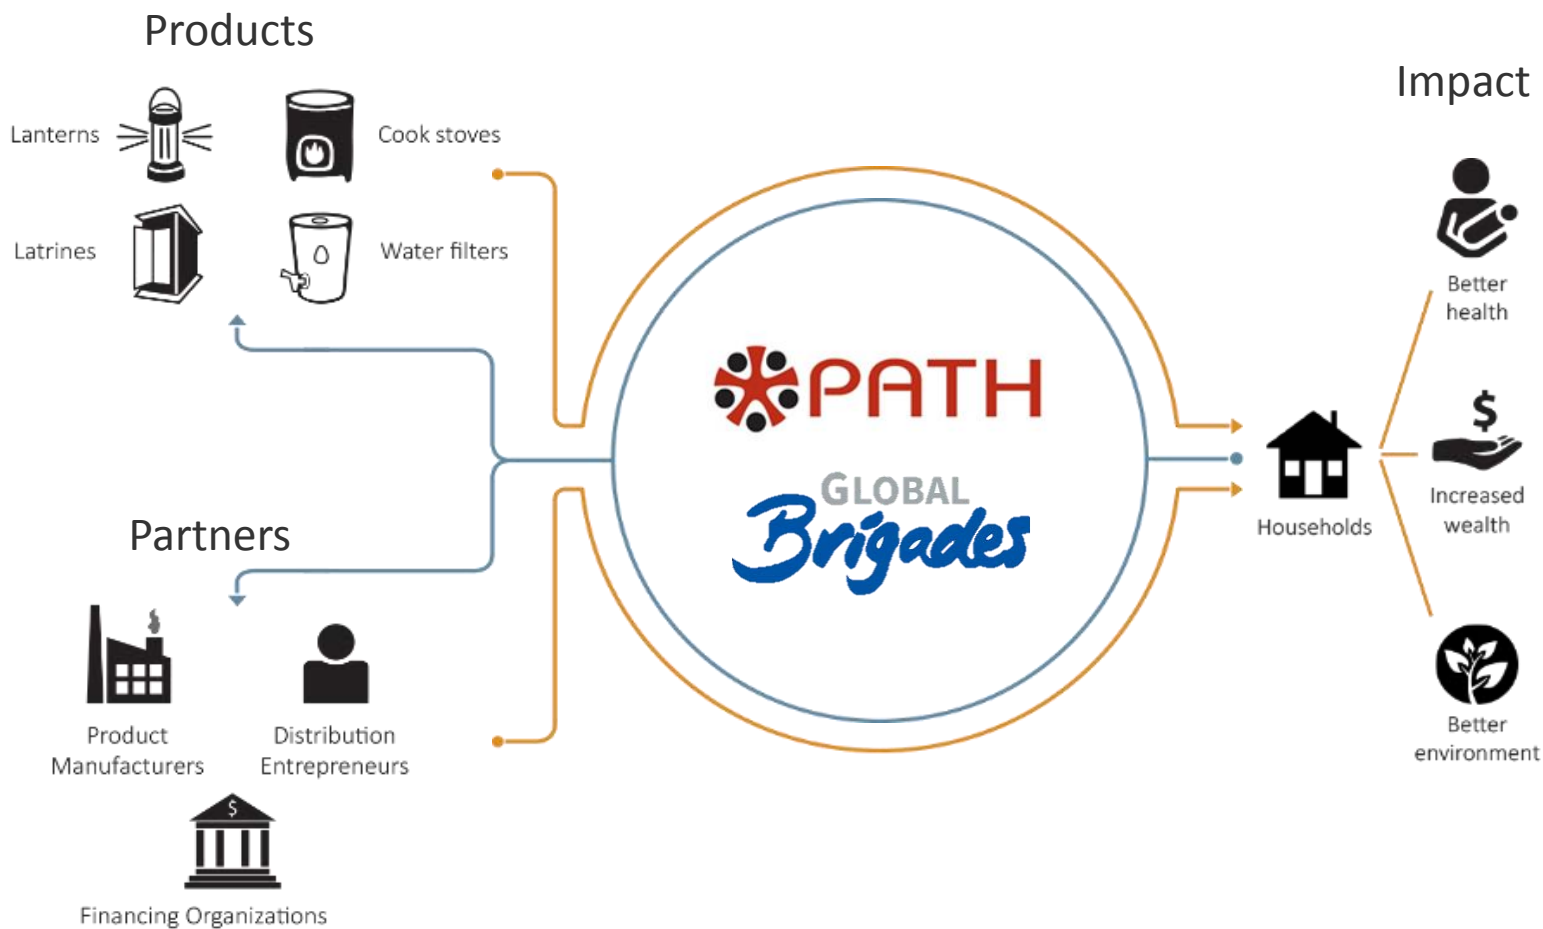 Products
Lanterns
Cook stoves
Latrines
Water filters
Partners
Product
Manufacturers
Distribution
Entrepreneurs
$
Financing Organizations
PATH
GLOBAL
Brigades
Households
Impact
Better
health
$
Increased
wealth
Better
environment